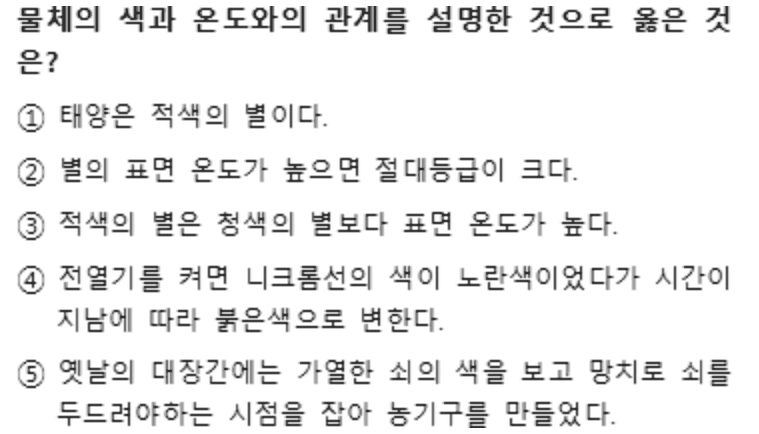 물체의 색과 온도와의 관계를 설명한 것으로 옳은 것
은?
① 태양은 적색의 별이다.
② 별의 표면 온도가 높으면 절대등급이 크다.
③ 적색의 별은 청색의 별보다 표면 온도가 높다.
④ 전열기를 켜면 니크롬선의 색이 노란색이었다가 시간이
지남에 따라 붉은색으로 변한다.
⑤ 옛날의 대장간에는 가열한 쇠의 색을 보고 망치로 쇠를
두드려야하는 시점을 잡아 농기구를 만들었다.